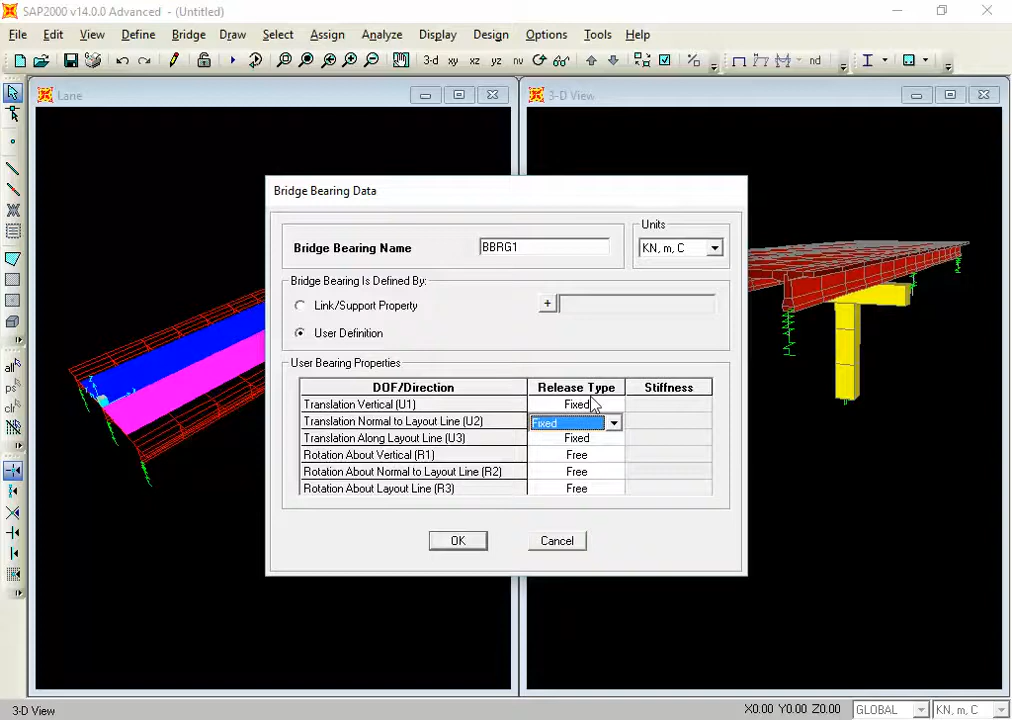 SAP2000 v14.0.0 Advanced - (Untitled)
File Edit View Define Bridge Draw Select Assign Analyze Display Design Options Tools Help
3-d xy xz yz nv nd
Lane
3-D View
Bridge Bearing Data
Bridge Bearing Name BBRG1
Units
KN, m, C
Bridge Bearing Is Defined By:
Link/Support Property +
User Definition
User Bearing Properties
DOF/Direction Release Type Stiffness
Translation Vertical (U1) Fixed
Translation Normal to Layout Line (U2) Fixed
Translation Along Layout Line (U3) Fixed
Rotation About Vertical (R1) Free
Rotation About Normal to Layout Line (R2) Free
Rotation About Layout Line (R3) Free
OK Cancel
all
ps
clr
3-D View X0.00 Y0.00 Z0.00 GLOBAL KN, m, C